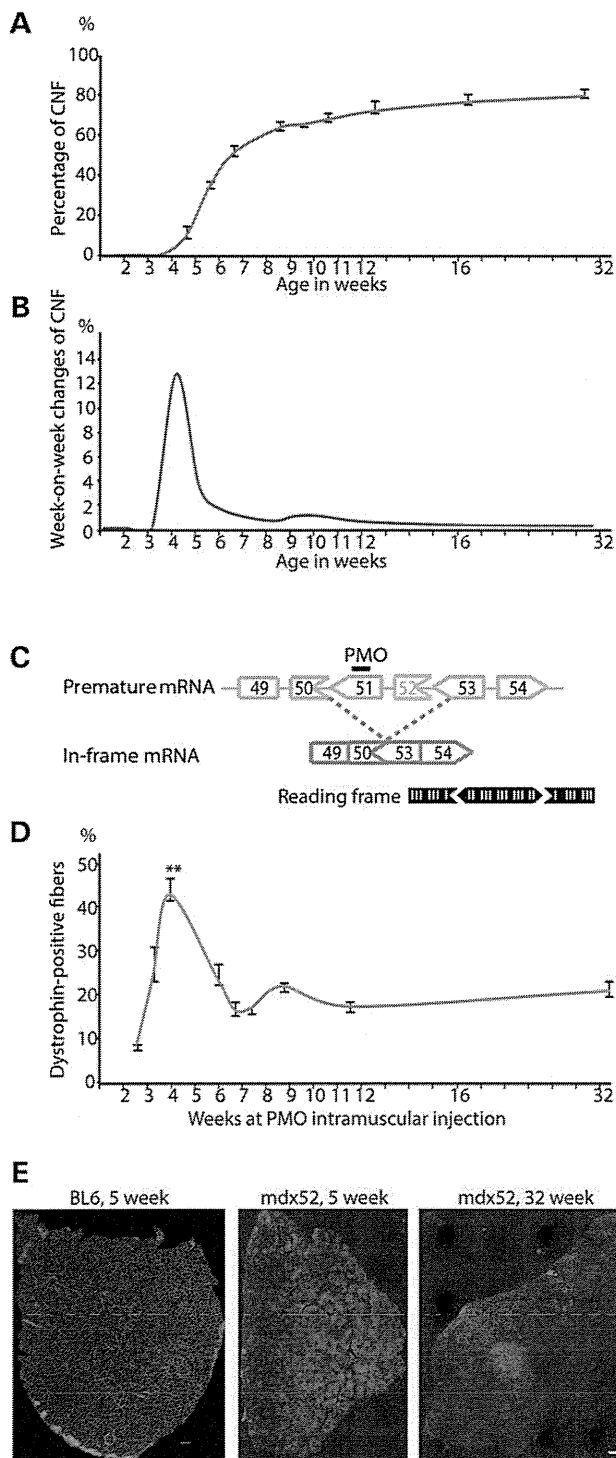 A
%
100
80
60
40
20
0
Percentage of CNF
2 3 4 5 6 7 8 9 10 11 12 16 32
Age in weeks
B
%
14
12
10
8
6
4
2
0
Week-on-week changes of CNF
2 3 4 5 6 7 8 9 10 11 12 16 32
Age in weeks
C
PMO
Premature mRNA
49 50 51 52 53 54
In-frame mRNA
49 50 53 54
Reading frame
D
%
50
40
30
20
10
0
Dystrophin-positive fibers
**
2 3 4 5 6 7 8 9 10 11 12 16 32
Weeks at PMO intramuscular injection
E
BL6, 5 week mdx52, 5 week mdx52, 32 week